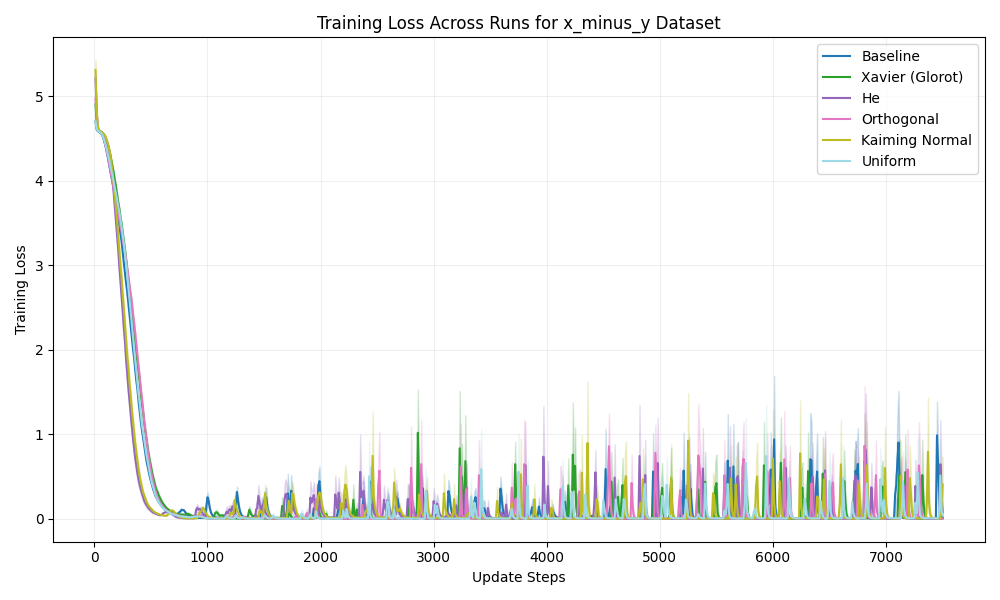 Training Loss Across Runs for x_minus_y Dataset
Baseline
Xavier (Glorot)
He
Orthogonal
Kaiming Normal
Uniform
Training Loss
5
4
3
2
1
0
0 1000 2000 3000 4000 5000 6000 7000
Update Steps